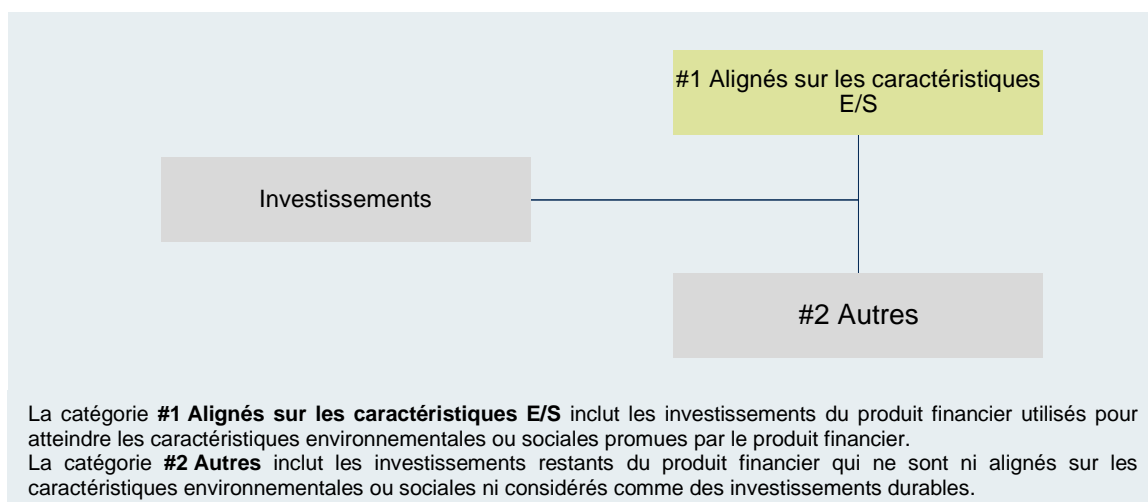 #1 Alignés sur les caractéristiques
E/S
Investissements
#2 Autres
La catégorie #1 Alignés sur les caractéristiques E/S inclut les investissements du produit financier utilisés pour
atteindre les caractéristiques environnementales ou sociales promues par le produit financier.
La catégorie #2 Autres inclut les investissements restants du produit financier qui ne sont ni alignés sur les
caractéristiques environnementales ou sociales ni considérés comme des investissements durables.